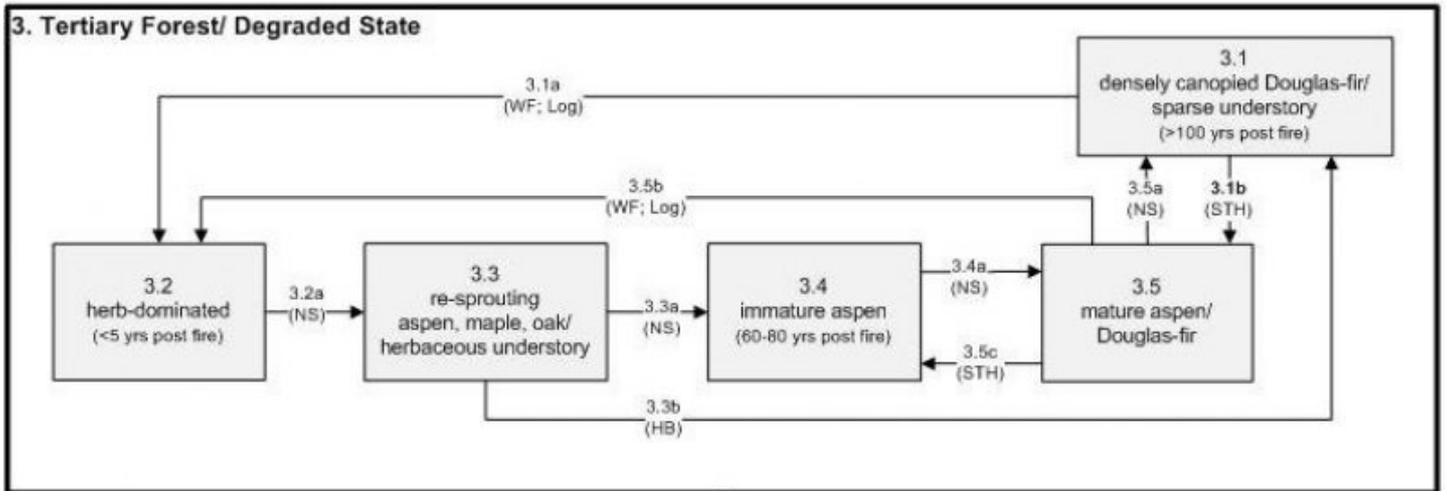 3. Tertiary Forest/ Degraded State
3.1
densely canopied Douglas-fir/
sparse understory
(>100 yrs post fire)
3.1a
(WF; Log)
3.5b
(WF; Log)
3.5a
(NS)
3.1b
(STH)
3.2
herb-dominated
(<5 yrs post fire)
3.2a
(NS)
3.3
re-sprouting
aspen, maple, oak/
herbaceous understory
3.3a
(NS)
3.4
immature aspen
(60-80 yrs post fire)
3.4a
(NS)
3.5c
(STH)
3.5
mature aspen/
Douglas-fir
3.3b
(HB)